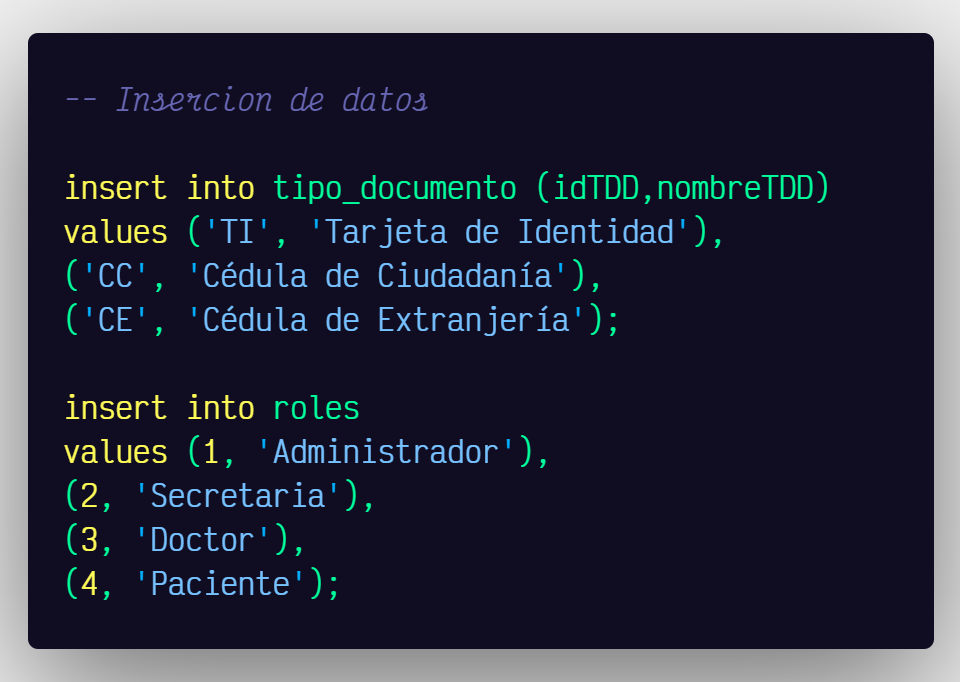 -- Insercion de datos
insert into tipo_documento (idTDD,nombreTDD)
values ('TI', 'Tarjeta de Identidad'),
('CC', 'Cédula de Ciudadanía'),
('CE', 'Cédula de Extranjería');
insert into roles
values (1, 'Administrador'),
(2, 'Secretaria'),
(3, 'Doctor'),
(4, 'Paciente');